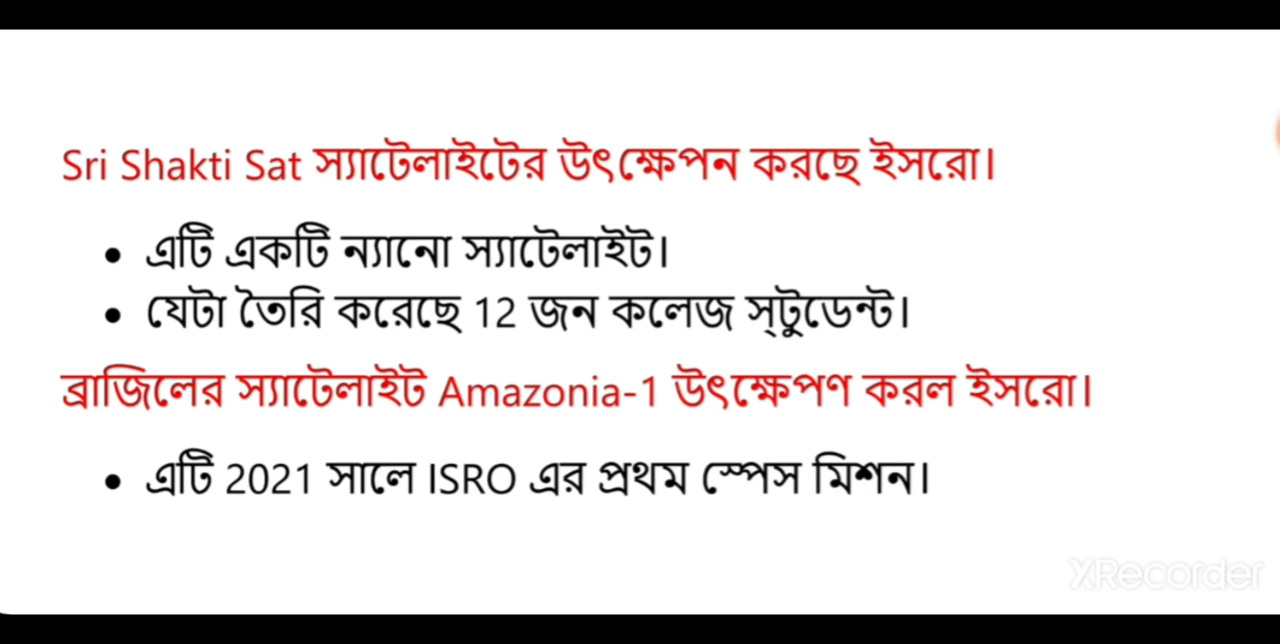 Sri Shakti Sat স্যাটেলাইটের উৎক্ষেপন করছে ইসরো।
• এটি একটি ন্যানো স্যাটেলাইট।
• যেটা তৈরি করেছে 12 জন কলেজ স্‌টুডেন্ট।
ব্রাজিলের স্যাটেলাইট Amazonia-1 উৎক্ষেপণ করল ইসরো।
• এটি 2021 সালে ISRO এর প্রথম স্পেস মিশন।
XRecorder